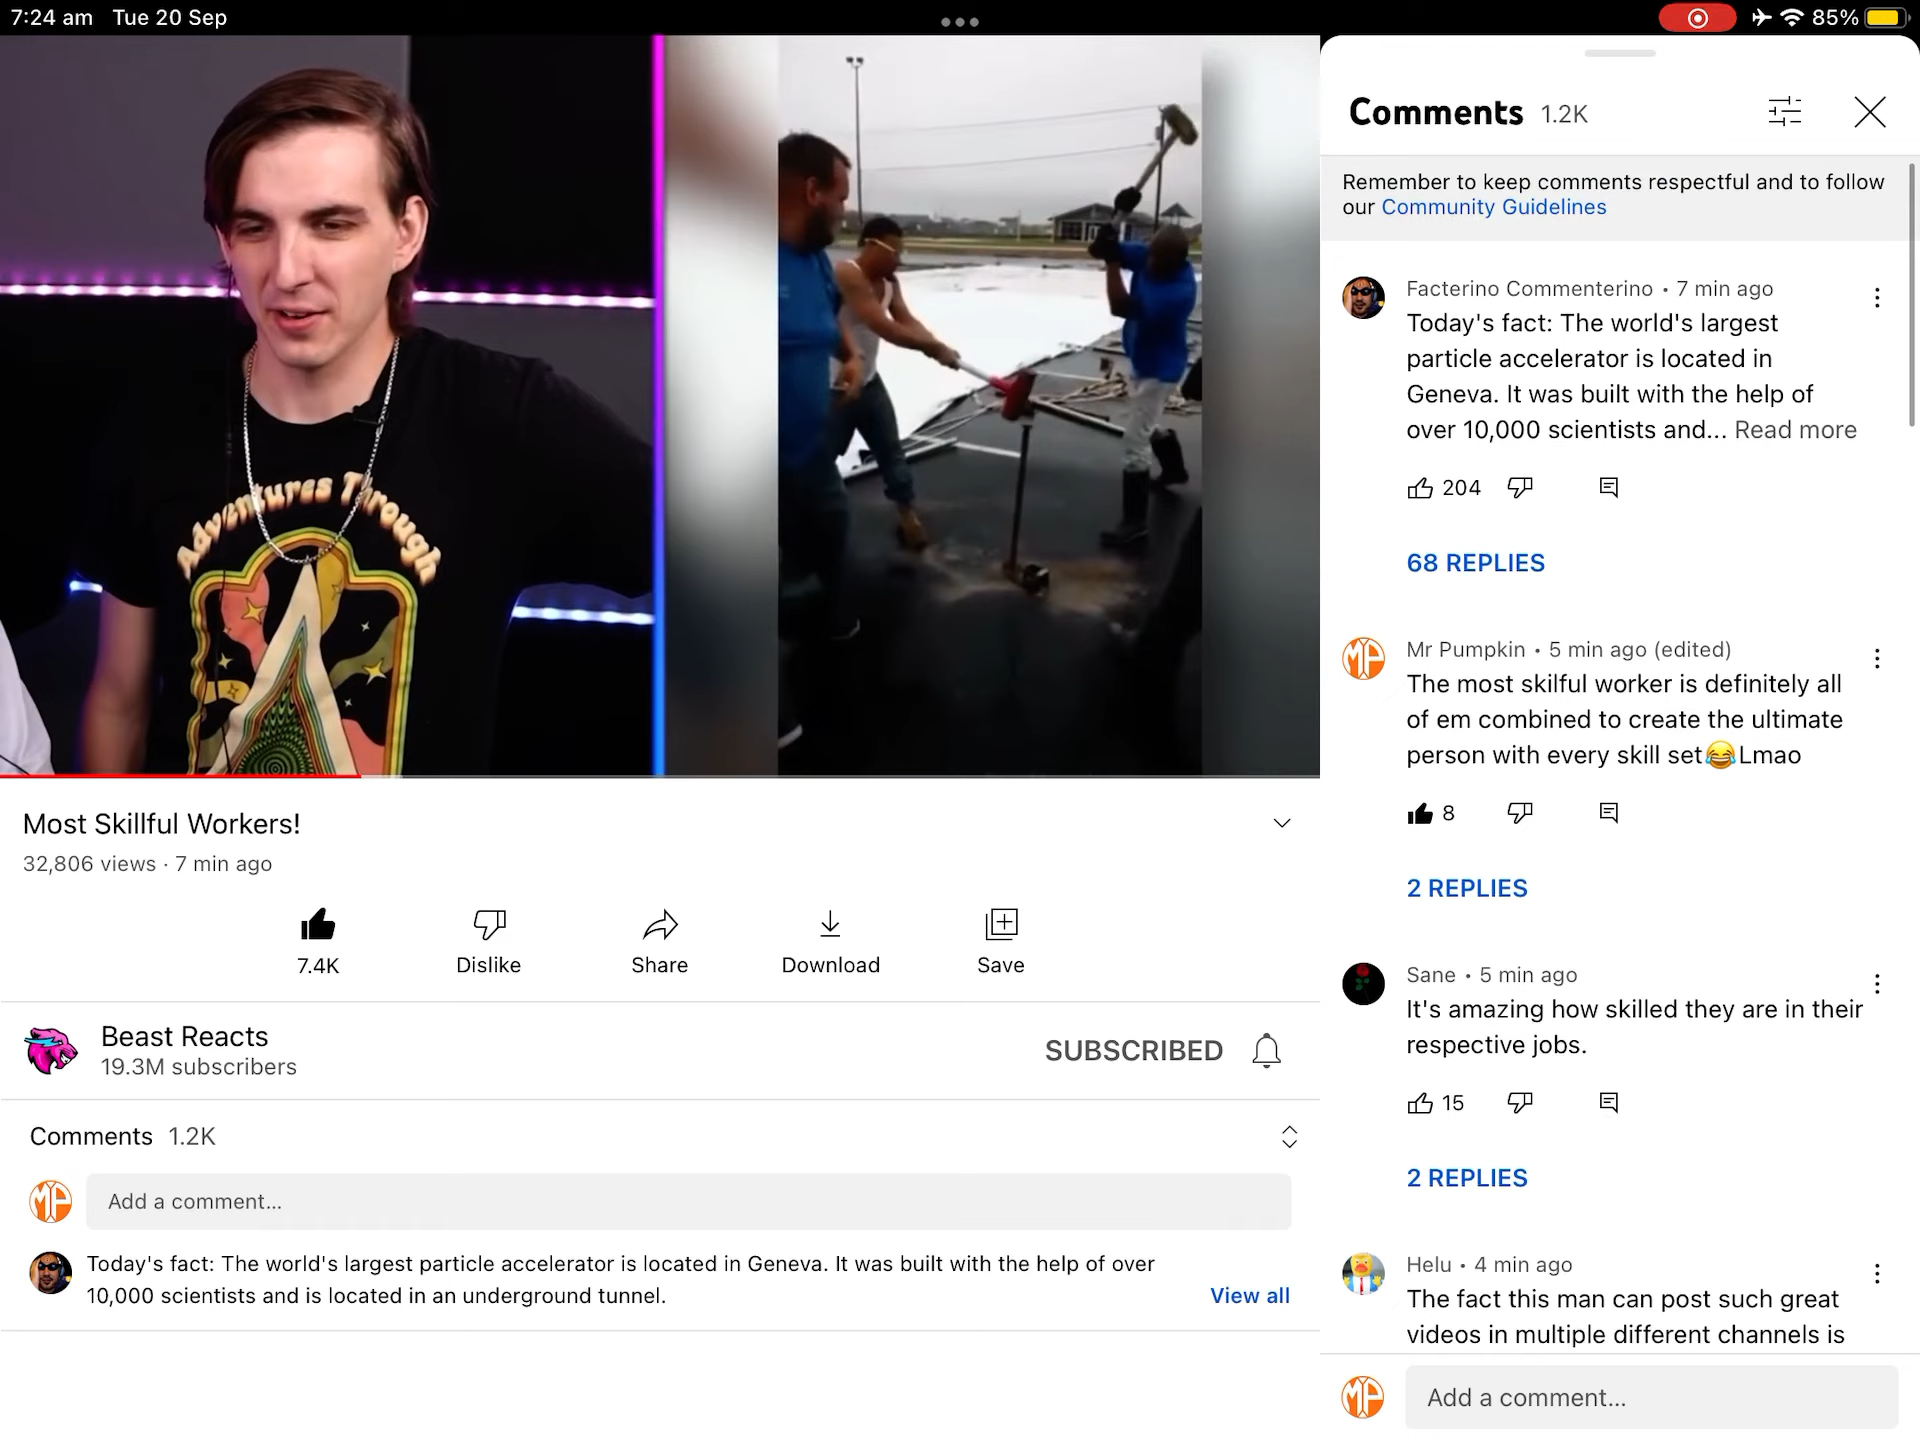 7:24 am Tue 20 Sep
85%
Adventures Through
Most Skillful Workers!
32,806 views · 7 min ago
7.4K
Dislike
Share
Download
Save
Beast Reacts
19.3M subscribers
SUBSCRIBED
Comments 1.2K
MP
Add a comment...
Today's fact: The world's largest particle accelerator is located in Geneva. It was built with the help of over
10,000 scientists and is located in an underground tunnel.
View all
Comments 1.2K
Remember to keep comments respectful and to follow
our Community Guidelines
Facterino Commenterino • 7 min ago
Today's fact: The world's largest
particle accelerator is located in
Geneva. It was built with the help of
over 10,000 scientists and... Read more
204
68 REPLIES
MP
Mr Pumpkin • 5 min ago (edited)
The most skilful worker is definitely all
of em combined to create the ultimate
person with every skill set😂Lmao
8
2 REPLIES
Sane • 5 min ago
It's amazing how skilled they are in their
respective jobs.
15
2 REPLIES
Helu • 4 min ago
The fact this man can post such great
videos in multiple different channels is
MP
Add a comment...